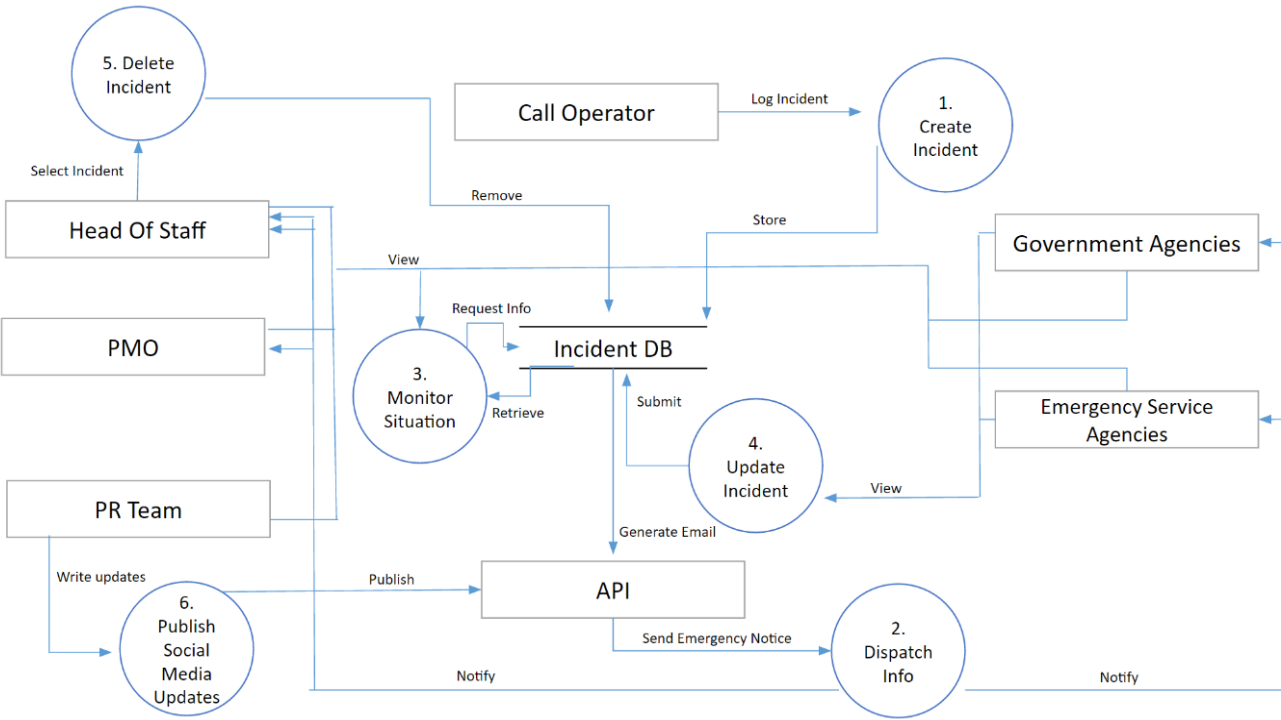 5. Delete
Incident
Call Operator
Log Incident
1.
Create
Incident
Select Incident
Head Of Staff
Remove
Store
Government Agencies
View
Request Info
PMO
Incident DB
3.
Monitor
Situation
Retrieve
Submit
Emergency Service
Agencies
4.
Update
Incident
View
PR Team
Generate Email
Write updates
Publish
API
6.
Publish
Social
Media
Updates
Send Emergency Notice
2.
Dispatch
Info
Notify
Notify